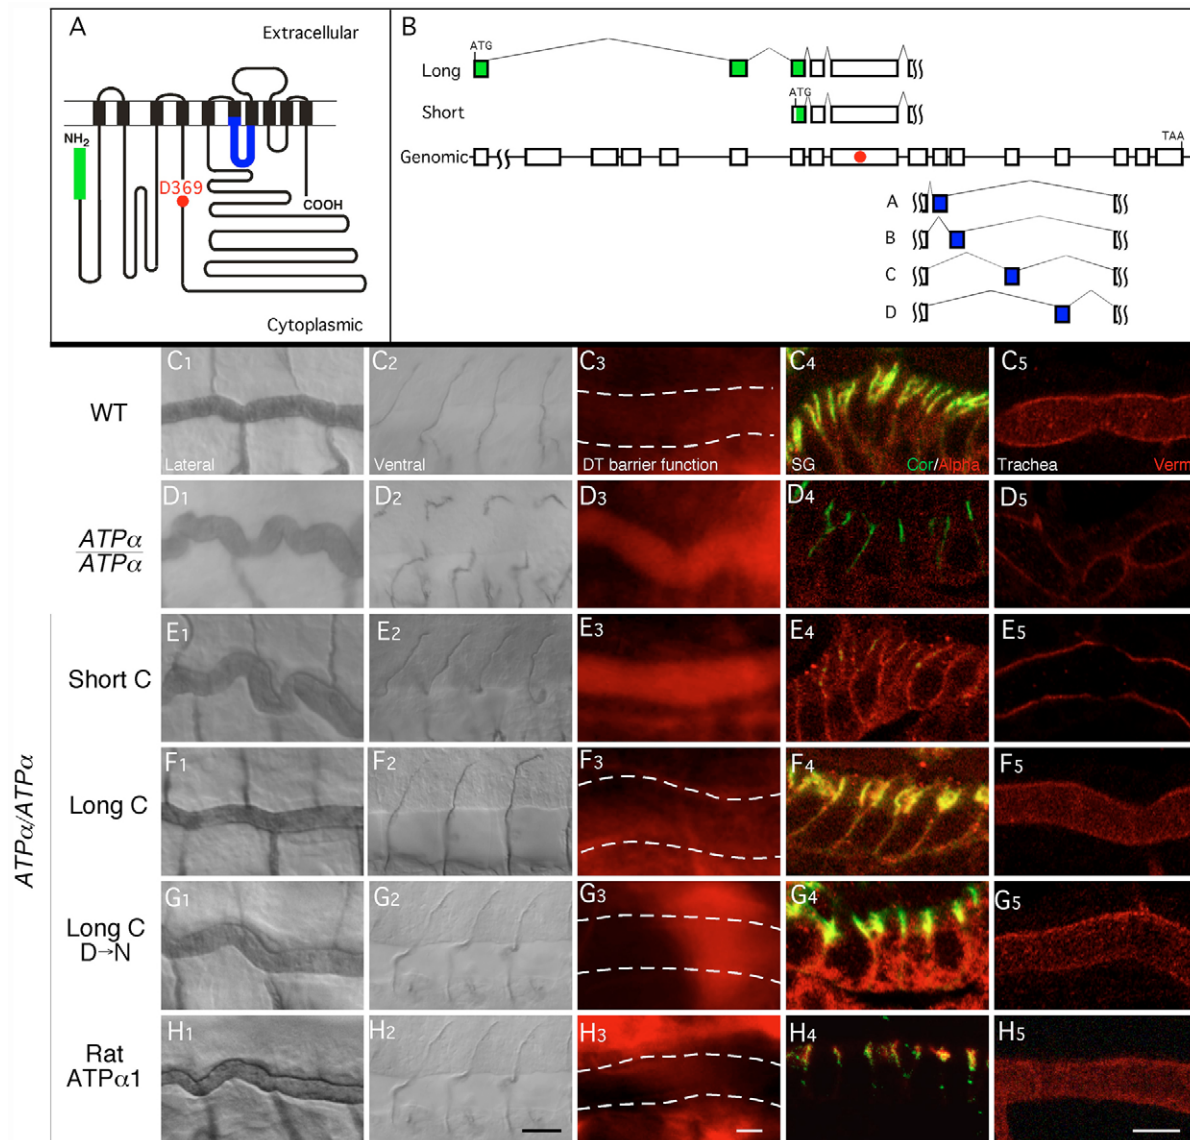 A
Extracellular
NH2
D369
COOH
Cytoplasmic
B
ATG
Long
ATG
Short
TAA
Genomic
A
B
C
D
WT
C1
Lateral
C2
Ventral
C3
DT barrier function
C4
SG
Cor/Alpha
C5
Trachea
Verm
ATPα
ATPα
D1
D2
D3
D4
D5
ATPα/ATPα
Short C
E1
E2
E3
E4
E5
Long C
F1
F2
F3
F4
F5
Long C
D→N
G1
G2
G3
G4
G5
Rat
ATPα1
H1
H2
H3
H4
H5